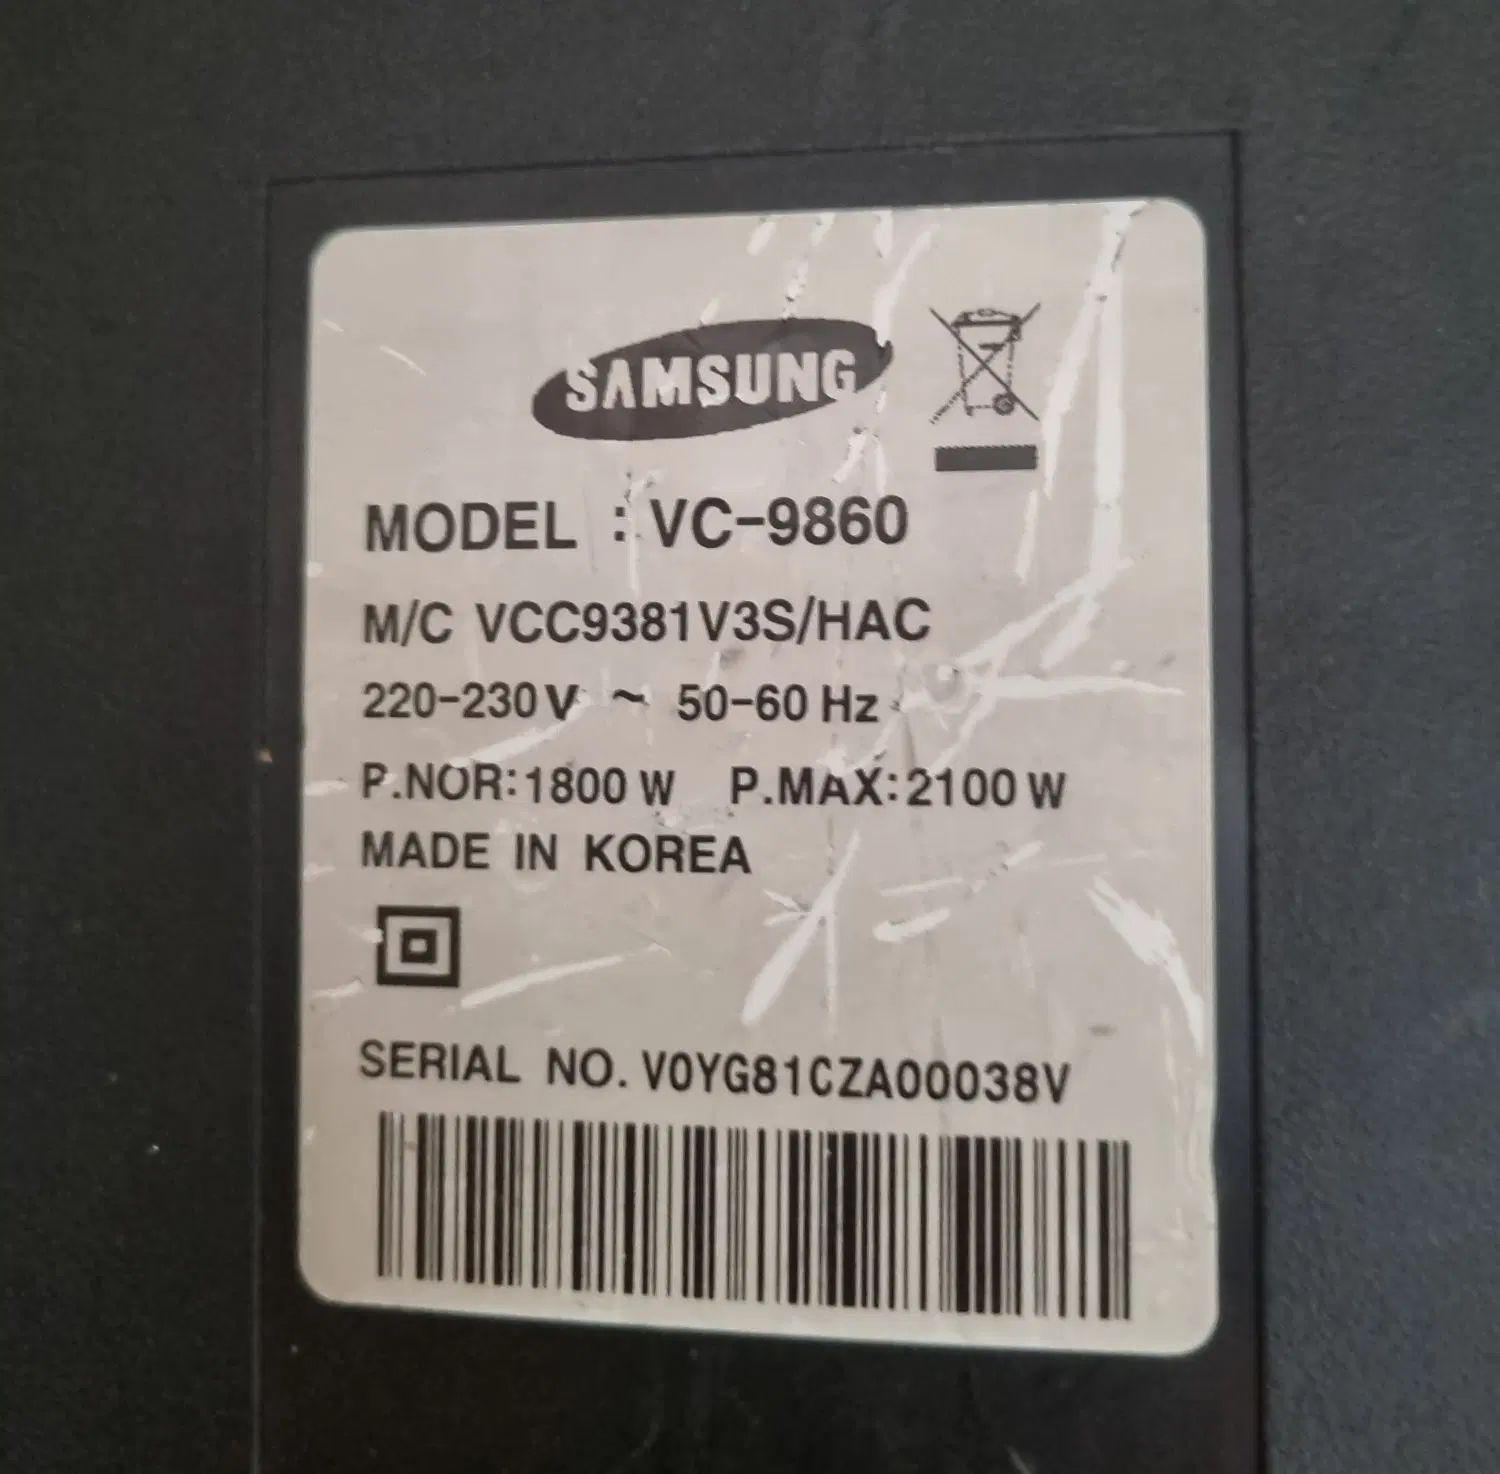 SAMSUNG
MODEL : VC-9860
M/C VCC9381V3S/HAC
220-230V ~ 50-60 Hz
P.NOR:1800 W P.MAX:2100 W
MADE IN KOREA
SERIAL NO. V0YG81CZA00038V